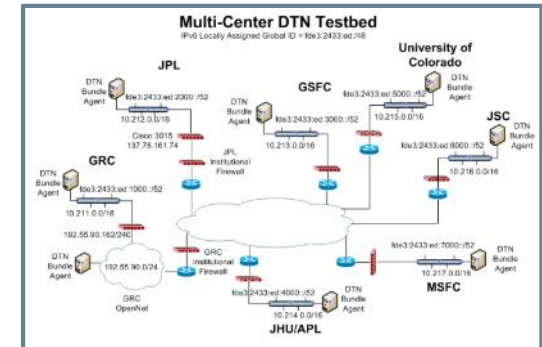 Multi-Center DTN Testbed
IPv6 Locally Assigned Global ID = fde3:2433:ed::/48
JPL
DTN
Bundle
Agent
fde3:2433:ed:2000::/52
10.212.0.0/16
Cisco 3015
137.78.161.74
JPL
Institutional
Firewall
GSFC
DTN
Bundle
Agent
fde3:2433:ed:3000::/52
10.213.0.0/16
University of
Colorado
DTN
Bundle
Agent
fde3:2433:ed:5000::/52
10.215.0.0/16
JSC
DTN
Bundle
Agent
fde3:2433:ed:6000::/52
10.216.0.0/16
GRC
DTN
Bundle
Agent
fde3:2433:ed:1000::/52
10.211.0.0/16
192.55.90.162/240
DTN
Bundle
Agent
192.55.90.0/24
GRC
OpenNet
GRC
Institutional
Firewall
fde3:2433:ed:4000::/52
10.214.0.0/16
DTN
Bundle
Agent
JHU/APL
fde3:2433:ed:7000::/52
10.217.0.0/16
DTN
Bundle
Agent
MSFC